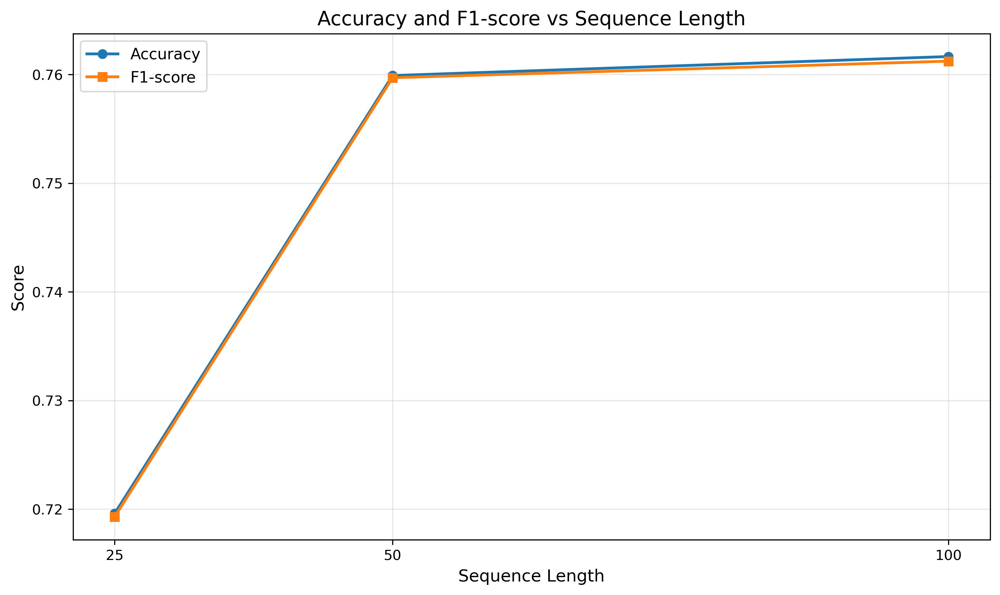 Accuracy and F1-score vs Sequence Length
Accuracy
F1-score
0.76
0.75
0.74
0.73
0.72
Score
25
50
100
Sequence Length